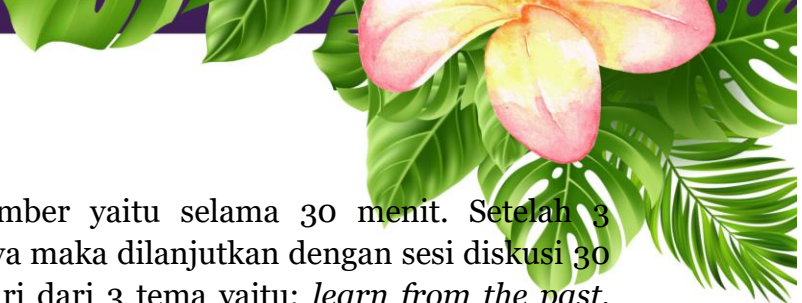 mber yaitu selama 30 menit. Setelah 3
ya maka dilanjutkan dengan sesi diskusi 30
ri dari 3 tema yaitu: learn from the past,